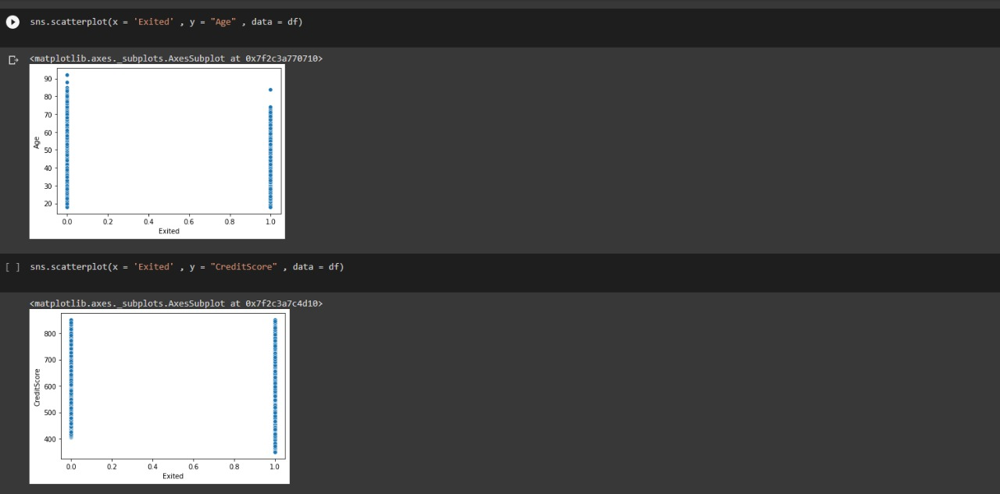 sns.scatterplot(x = 'Exited' , y = "Age" , data = df)
<matplotlib.axes._subplots.AxesSubplot at 0x7f2c3a770710>
90
80
70
60
50
40
30
20
Age
0.0 0.2 0.4 0.6 0.8 1.0
Exited
[ ] sns.scatterplot(x = 'Exited' , y = "CreditScore" , data = df)
<matplotlib.axes._subplots.AxesSubplot at 0x7f2c3a7c4d10>
800
700
600
500
400
CreditScore
0.0 0.2 0.4 0.6 0.8 1.0
Exited